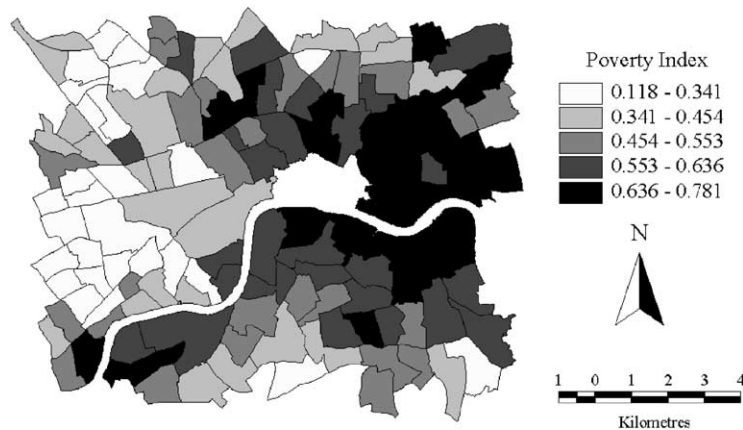 Poverty Index
0.118 - 0.341
0.341 - 0.454
0.454 - 0.553
0.553 - 0.636
0.636 - 0.781
N
1 0 1 2 3 4
Kilometres